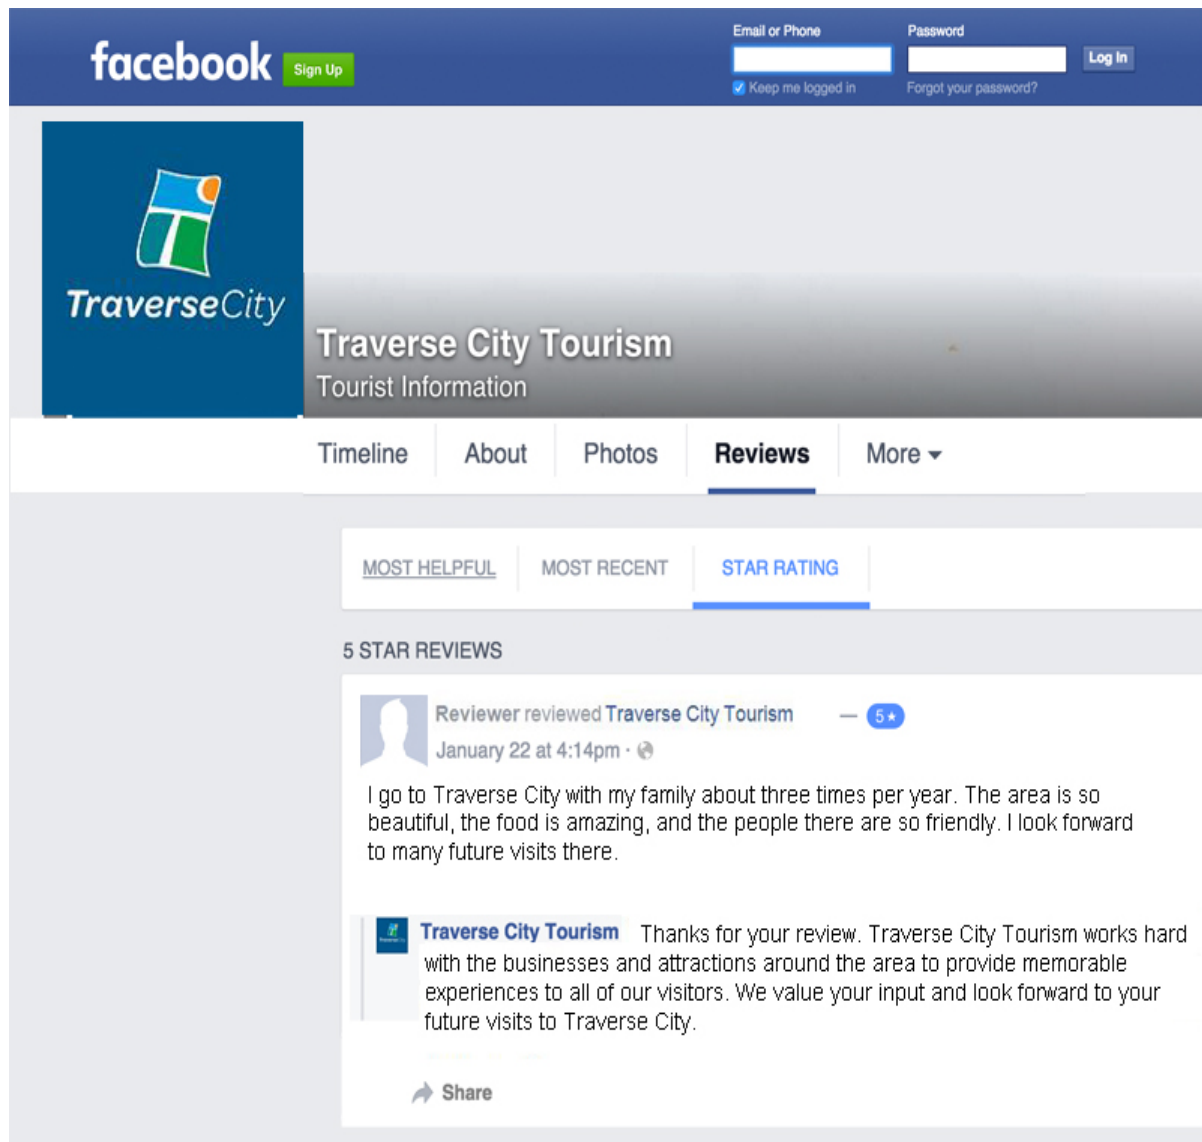 facebook Sign Up
Email or Phone Password
Log In
Keep me logged in Forgot your password?
TraverseCity
Traverse City Tourism
Tourist Information
Timeline About Photos Reviews More
MOST HELPFUL MOST RECENT STAR RATING
5 STAR REVIEWS
Reviewer reviewed Traverse City Tourism — 5★
January 22 at 4:14pm ·
I go to Traverse City with my family about three times per year. The area is so
beautiful, the food is amazing, and the people there are so friendly. I look forward
to many future visits there.
Traverse City Tourism Thanks for your review. Traverse City Tourism works hard
with the businesses and attractions around the area to provide memorable
experiences to all of our visitors. We value your input and look forward to your
future visits to Traverse City.
Share